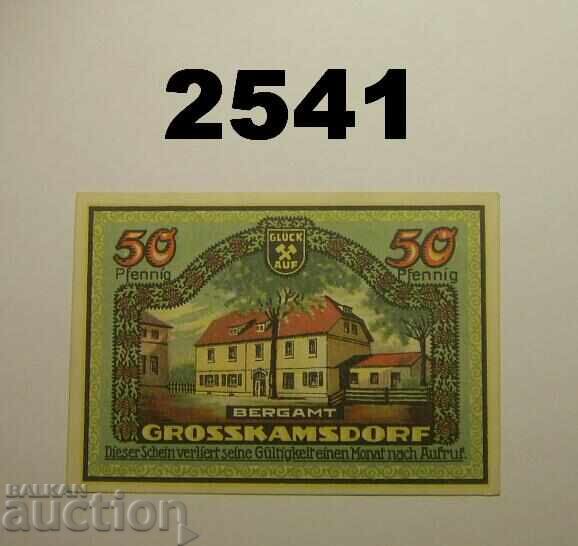 2541
GLÜCK
AUF
50 50
Pfennig Pfennig
BERGAMT
GROSSKAMSDORF
Dieser Schein verliert seine Gültigkeit einen Monat nach Aufruf.
BALKAN
auction